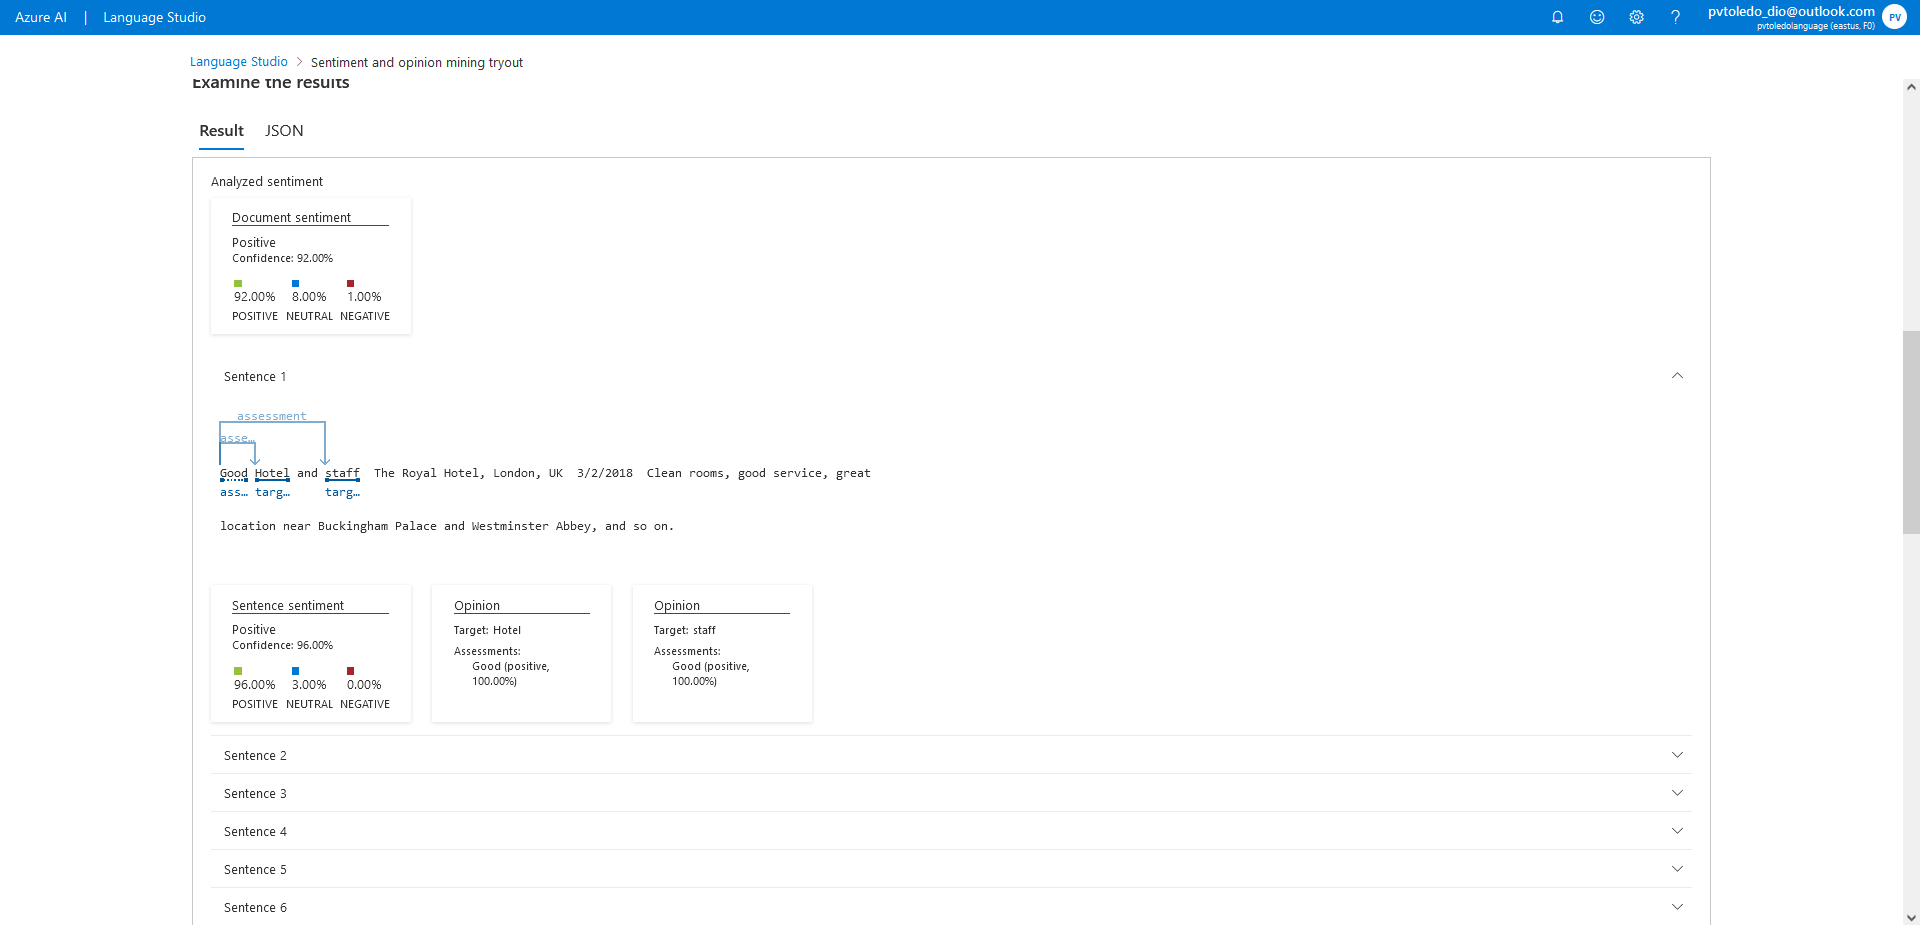 Azure AI | Language Studio
pvtoledo_dio@outlook.com
pvtoledolanguage (eastus, F0)
PV
Language Studio > Sentiment and opinion mining tryout
Examine the results
Result JSON
Analyzed sentiment
Document sentiment
Positive
Confidence: 92.00%
92.00% 8.00% 1.00%
POSITIVE NEUTRAL NEGATIVE
Sentence 1
assessment
asse…
Good Hotel and staff The Royal Hotel, London, UK 3/2/2018 Clean rooms, good service, great
ass… targ… targ…
location near Buckingham Palace and Westminster Abbey, and so on.
Sentence sentiment
Positive
Confidence: 96.00%
96.00% 3.00% 0.00%
POSITIVE NEUTRAL NEGATIVE
Opinion
Target: Hotel
Assessments:
Good (positive,
100.00%)
Opinion
Target: staff
Assessments:
Good (positive,
100.00%)
Sentence 2
Sentence 3
Sentence 4
Sentence 5
Sentence 6